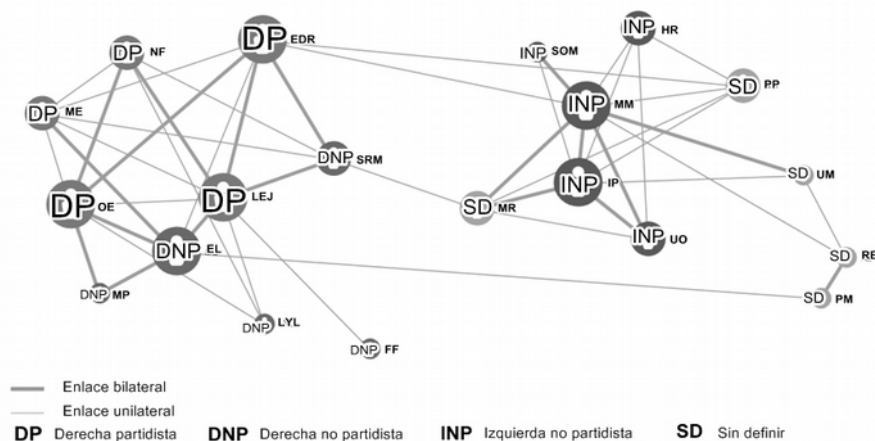 INP SOM
INP HR
DP NF
DP EDR
SD PP
INP MM
DP ME
DNP SRM
SD UM
INP IP
DP OE
DP LEJ
SD MR
INP UO
DNP EL
SD RE
DNP MP
SD PM
DNP LYL
DNP FF
Enlace bilateral
Enlace unilateral
DP Derecha partidista DNP Derecha no partidista INP Izquierda no partidista SD Sin definir